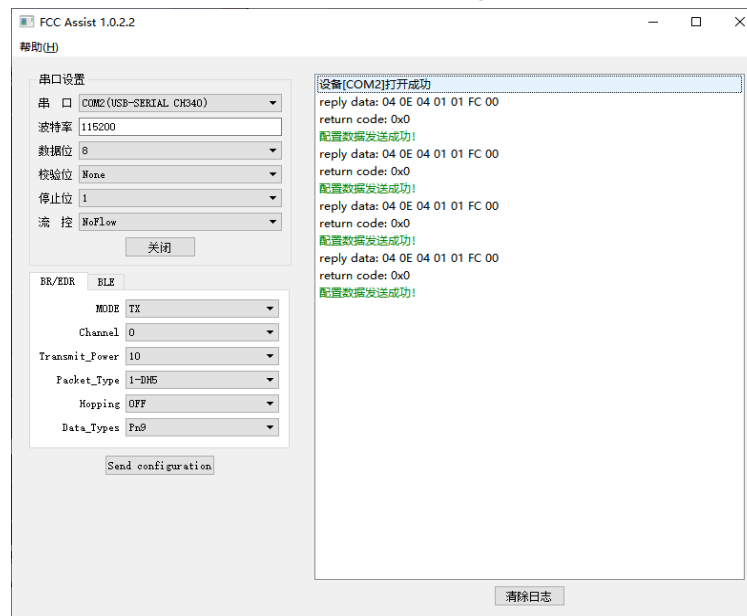 FCC Assist 1.0.2.2
帮助(H)
串口设置
串 口 COM2(USB-SERIAL CH340)
波特率 115200
数据位 8
校验位 None
停止位 1
流 控 NoFlow
关闭
BR/EDR BLE
MODE TX
Channel 0
Transmit_Power 10
Packet_Type 1-DH5
Hopping OFF
Data_Types Pn9
Send configuration
设备[COM2]打开成功
reply data: 04 0E 04 01 01 FC 00
return code: 0x0
配置数据发送成功!
reply data: 04 0E 04 01 01 FC 00
return code: 0x0
配置数据发送成功!
reply data: 04 0E 04 01 01 FC 00
return code: 0x0
配置数据发送成功!
reply data: 04 0E 04 01 01 FC 00
return code: 0x0
配置数据发送成功!
清除日志